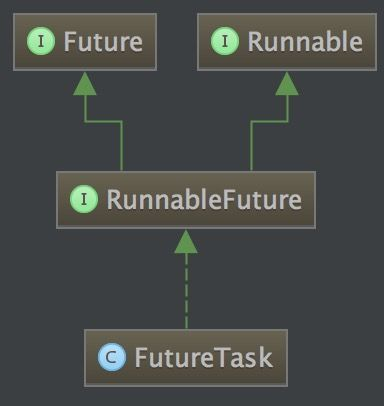 I Future
I Runnable
I RunnableFuture
C FutureTask